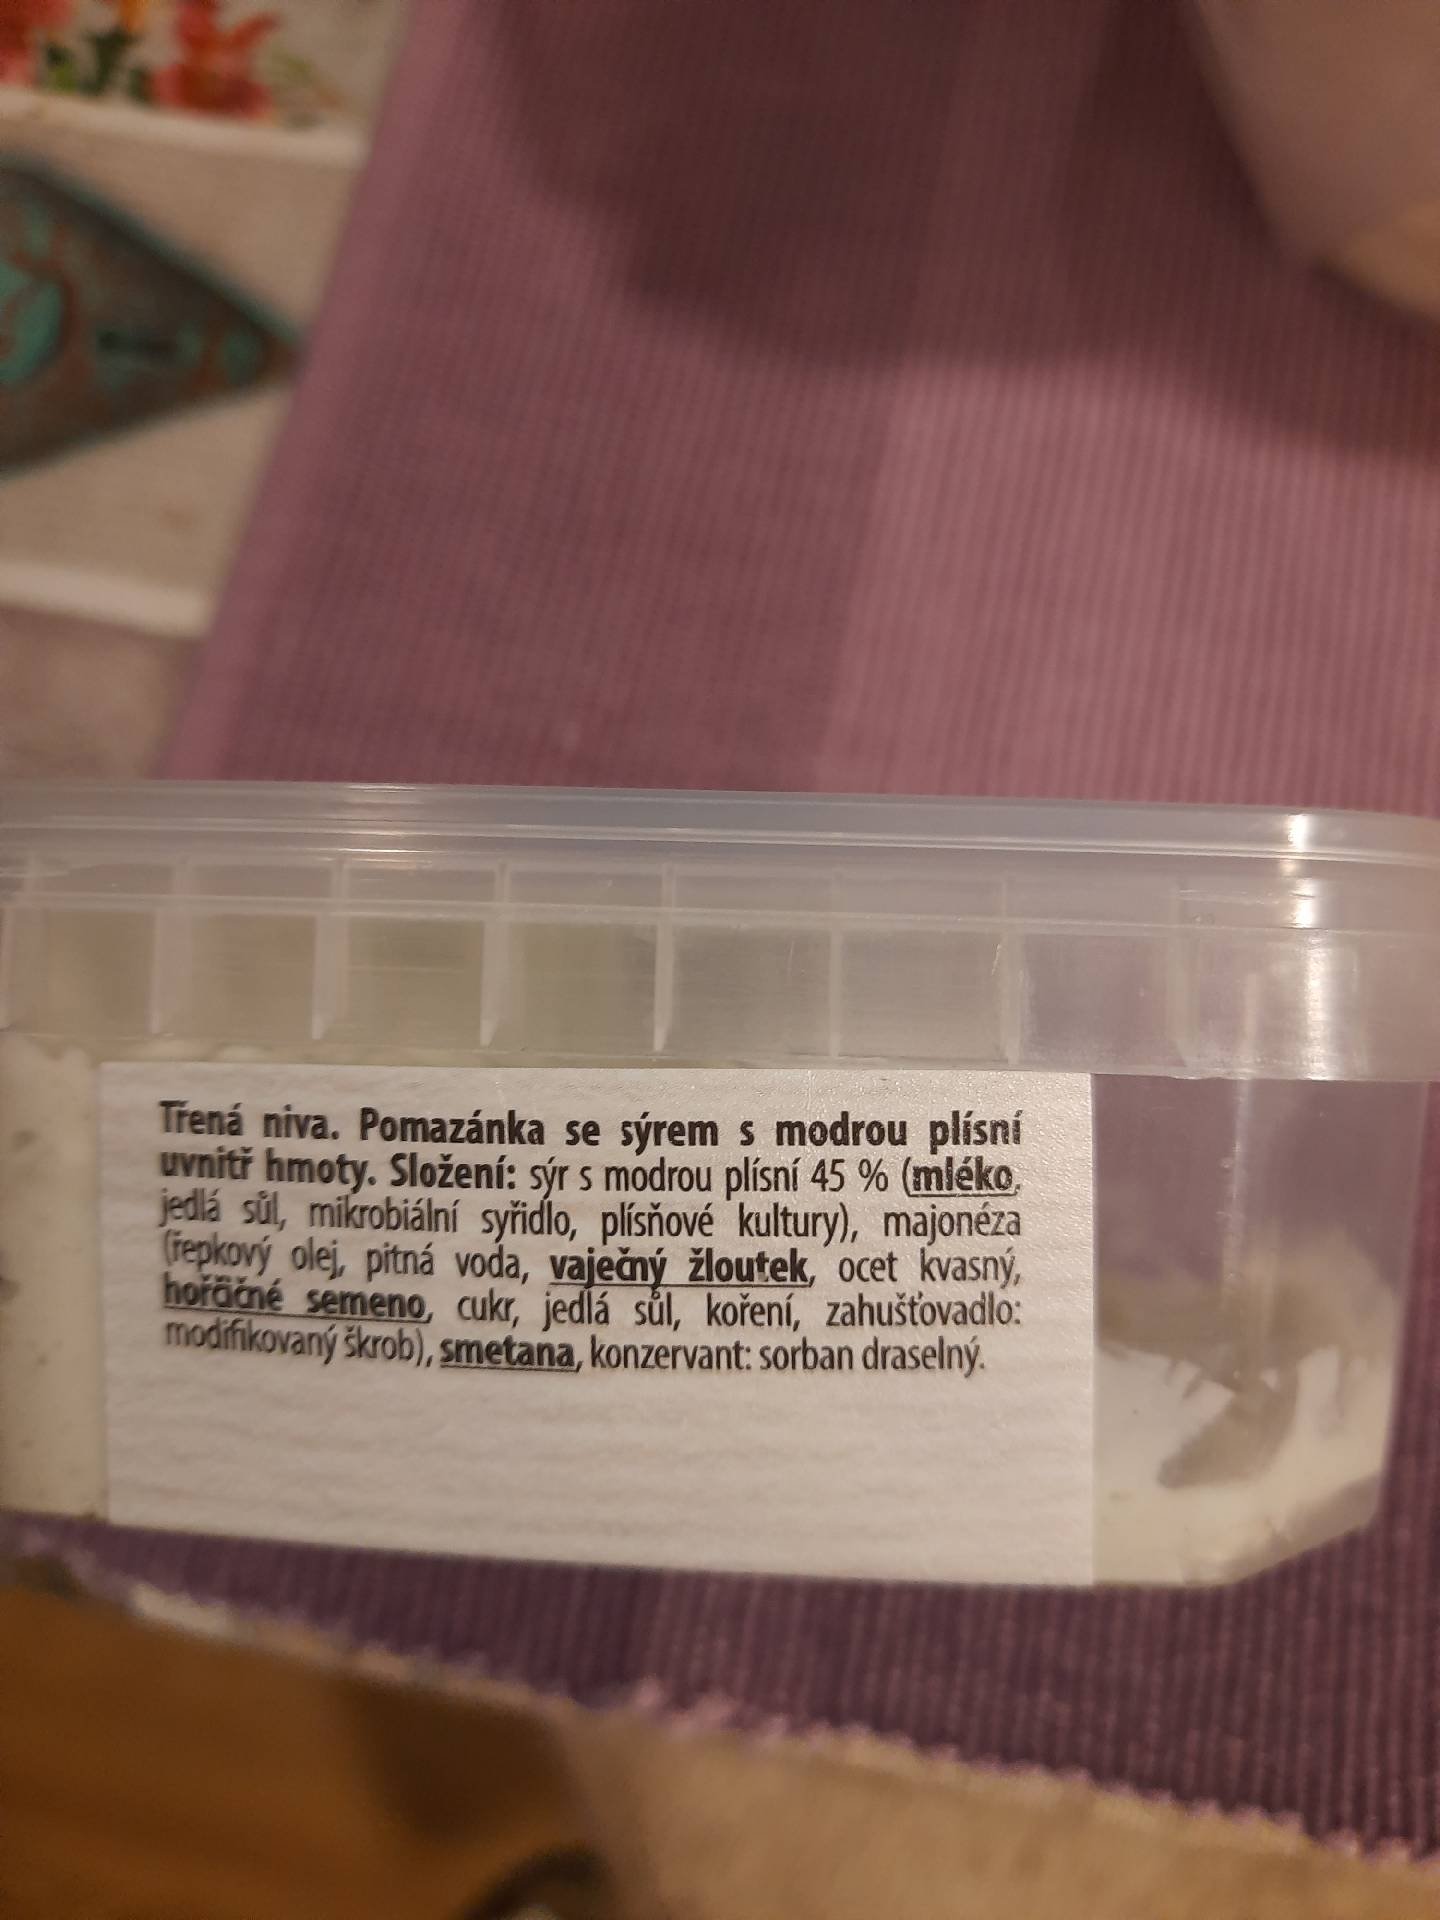 Třená niva. Pomazánka se sýrem s modrou plísní
uvnitř hmoty. Složení: sýr s modrou plísní 45 % (mléko,
jedlá sůl, mikrobiální syřidlo, plísňové kultury), majonéza
(řepkový olej, pitná voda, vaječný žloutek, ocet kvasný,
hořčičné semeno, cukr, jedlá sůl, koření, zahušťovadlo:
modifikovaný škrob), smetana, konzervant: sorban draselný.